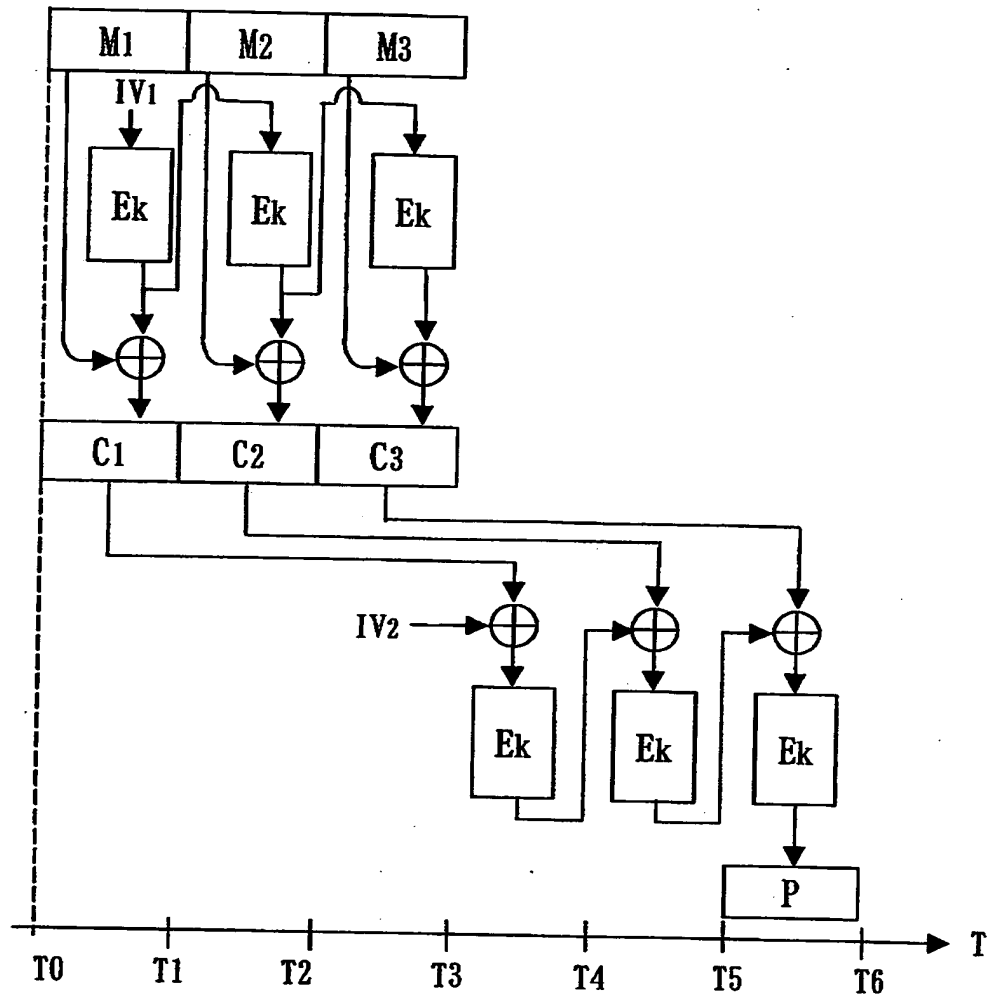 M1 M2 M3
IV1
Ek Ek Ek
C1 C2 C3
IV2
Ek Ek Ek
P
T
T0 T1 T2 T3 T4 T5 T6